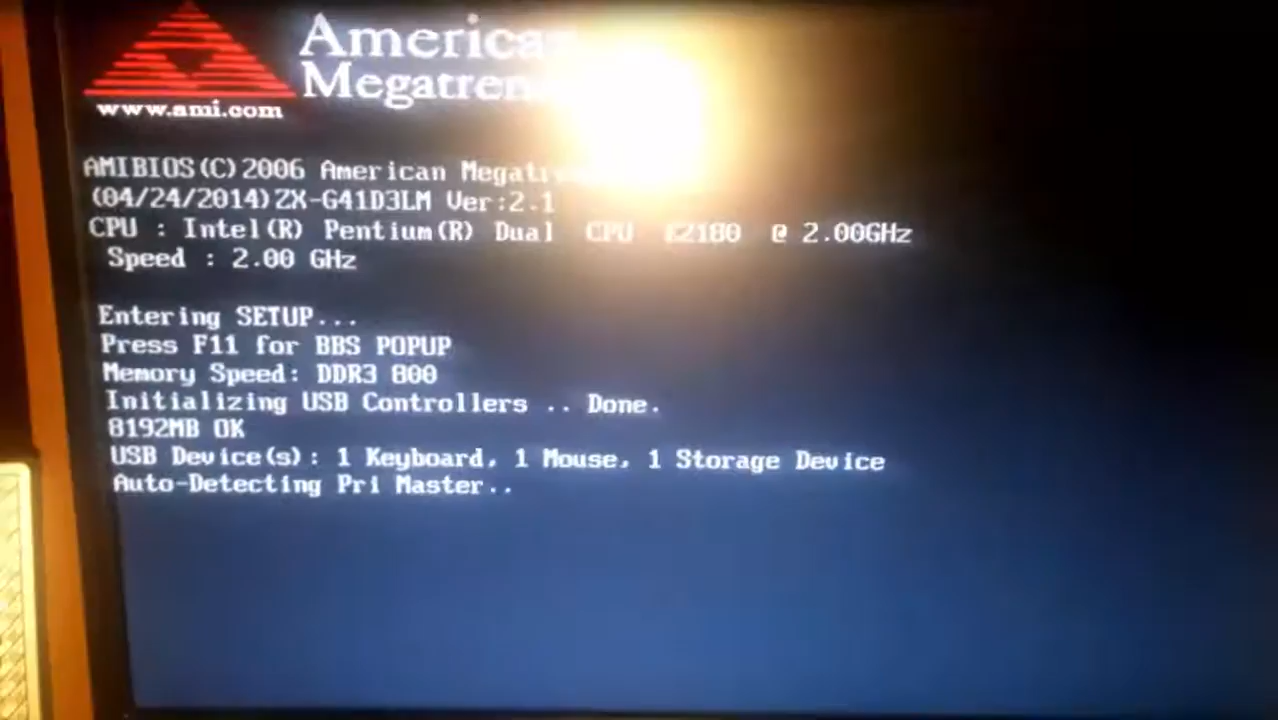 American
Megatren
www.ami.com
AMIBIOS(C)2006 American Megatr
(04/24/2014)ZX-G41D3LM Ver:2.1
CPU : Intel(R) Pentium(R) Dual CPU E2180 @ 2.00GHz
Speed : 2.00 GHz
Entering SETUP...
Press F11 for BBS POPUP
Memory Speed: DDR3 800
Initializing USB Controllers .. Done.
8192MB OK
USB Device(s): 1 Keyboard, 1 Mouse, 1 Storage Device
Auto-Detecting Pri Master..